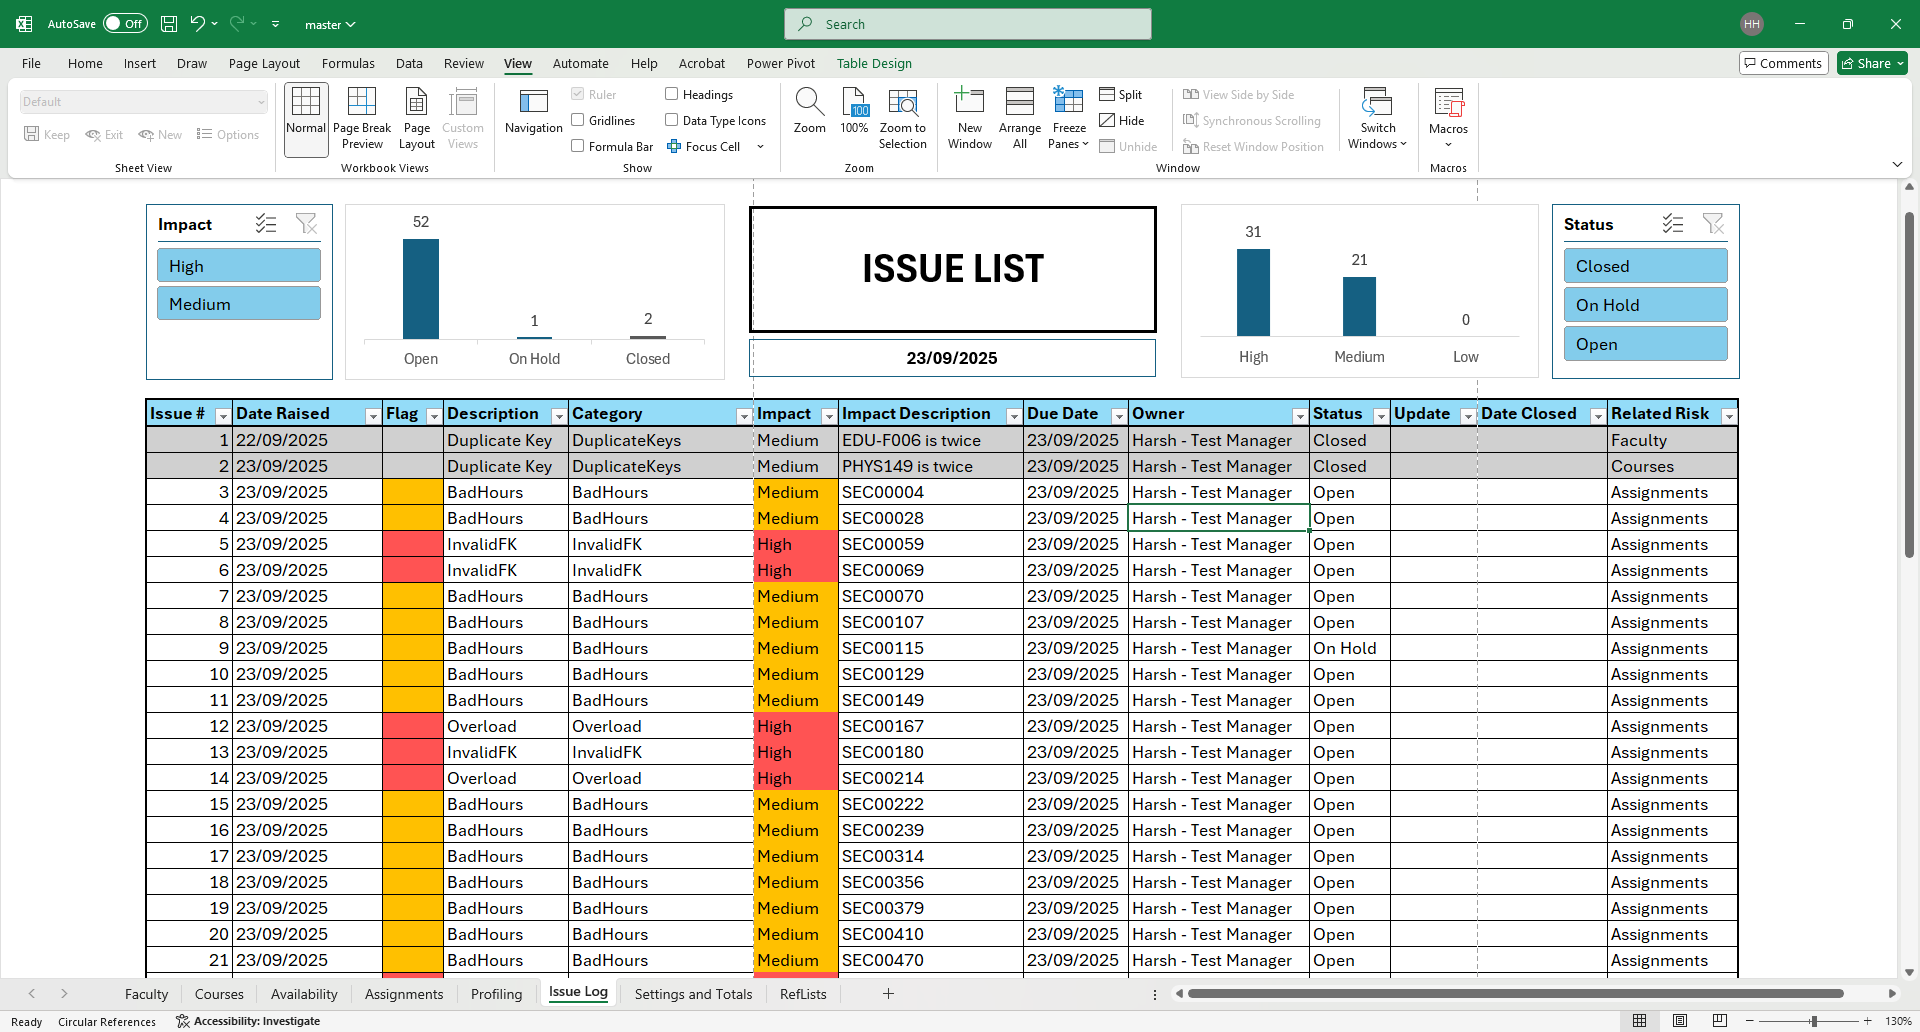 AutoSave Off master Search HH
File Home Insert Draw Page Layout Formulas Data Review View Automate Help Acrobat Power Pivot Table Design Comments Share
Default
Keep Exit New Options
Sheet View
Normal Page Break Preview Page Layout Custom Views
Workbook Views
Navigation
Ruler Headings
Gridlines Data Type Icons
Formula Bar Focus Cell
Show
Zoom 100 100% Zoom to Selection
Zoom
New Window Arrange All Freeze Panes
Split View Side by Side
Hide Synchronous Scrolling
Unhide Reset Window Position
Switch Windows
Window
Macros
Macros
Impact
High
Medium
52
1
2
Open On Hold Closed
ISSUE LIST
23/09/2025
31
21
0
High Medium Low
Status
Closed
On Hold
Open
Issue # Date Raised Flag Description Category Impact Impact Description Due Date Owner Status Update Date Closed Related Risk
1 22/09/2025 Duplicate Key DuplicateKeys Medium EDU-F006 is twice 23/09/2025 Harsh - Test Manager Closed Faculty
2 23/09/2025 Duplicate Key DuplicateKeys Medium PHYS149 is twice 23/09/2025 Harsh - Test Manager Closed Courses
3 23/09/2025 BadHours BadHours Medium SEC00004 23/09/2025 Harsh - Test Manager Open Assignments
4 23/09/2025 BadHours BadHours Medium SEC00028 23/09/2025 Harsh - Test Manager Open Assignments
5 23/09/2025 InvalidFK InvalidFK High SEC00059 23/09/2025 Harsh - Test Manager Open Assignments
6 23/09/2025 InvalidFK InvalidFK High SEC00069 23/09/2025 Harsh - Test Manager Open Assignments
7 23/09/2025 BadHours BadHours Medium SEC00070 23/09/2025 Harsh - Test Manager Open Assignments
8 23/09/2025 BadHours BadHours Medium SEC00107 23/09/2025 Harsh - Test Manager Open Assignments
9 23/09/2025 BadHours BadHours Medium SEC00115 23/09/2025 Harsh - Test Manager On Hold Assignments
10 23/09/2025 BadHours BadHours Medium SEC00129 23/09/2025 Harsh - Test Manager Open Assignments
11 23/09/2025 BadHours BadHours Medium SEC00149 23/09/2025 Harsh - Test Manager Open Assignments
12 23/09/2025 Overload Overload High SEC00167 23/09/2025 Harsh - Test Manager Open Assignments
13 23/09/2025 InvalidFK InvalidFK High SEC00180 23/09/2025 Harsh - Test Manager Open Assignments
14 23/09/2025 Overload Overload High SEC00214 23/09/2025 Harsh - Test Manager Open Assignments
15 23/09/2025 BadHours BadHours Medium SEC00222 23/09/2025 Harsh - Test Manager Open Assignments
16 23/09/2025 BadHours BadHours Medium SEC00239 23/09/2025 Harsh - Test Manager Open Assignments
17 23/09/2025 BadHours BadHours Medium SEC00314 23/09/2025 Harsh - Test Manager Open Assignments
18 23/09/2025 BadHours BadHours Medium SEC00356 23/09/2025 Harsh - Test Manager Open Assignments
19 23/09/2025 BadHours BadHours Medium SEC00379 23/09/2025 Harsh - Test Manager Open Assignments
20 23/09/2025 BadHours BadHours Medium SEC00410 23/09/2025 Harsh - Test Manager Open Assignments
21 23/09/2025 BadHours BadHours Medium SEC00470 23/09/2025 Harsh - Test Manager Open Assignments
Faculty Courses Availability Assignments Profiling Issue Log Settings and Totals RefLists
Ready Circular References Accessibility: Investigate 130%